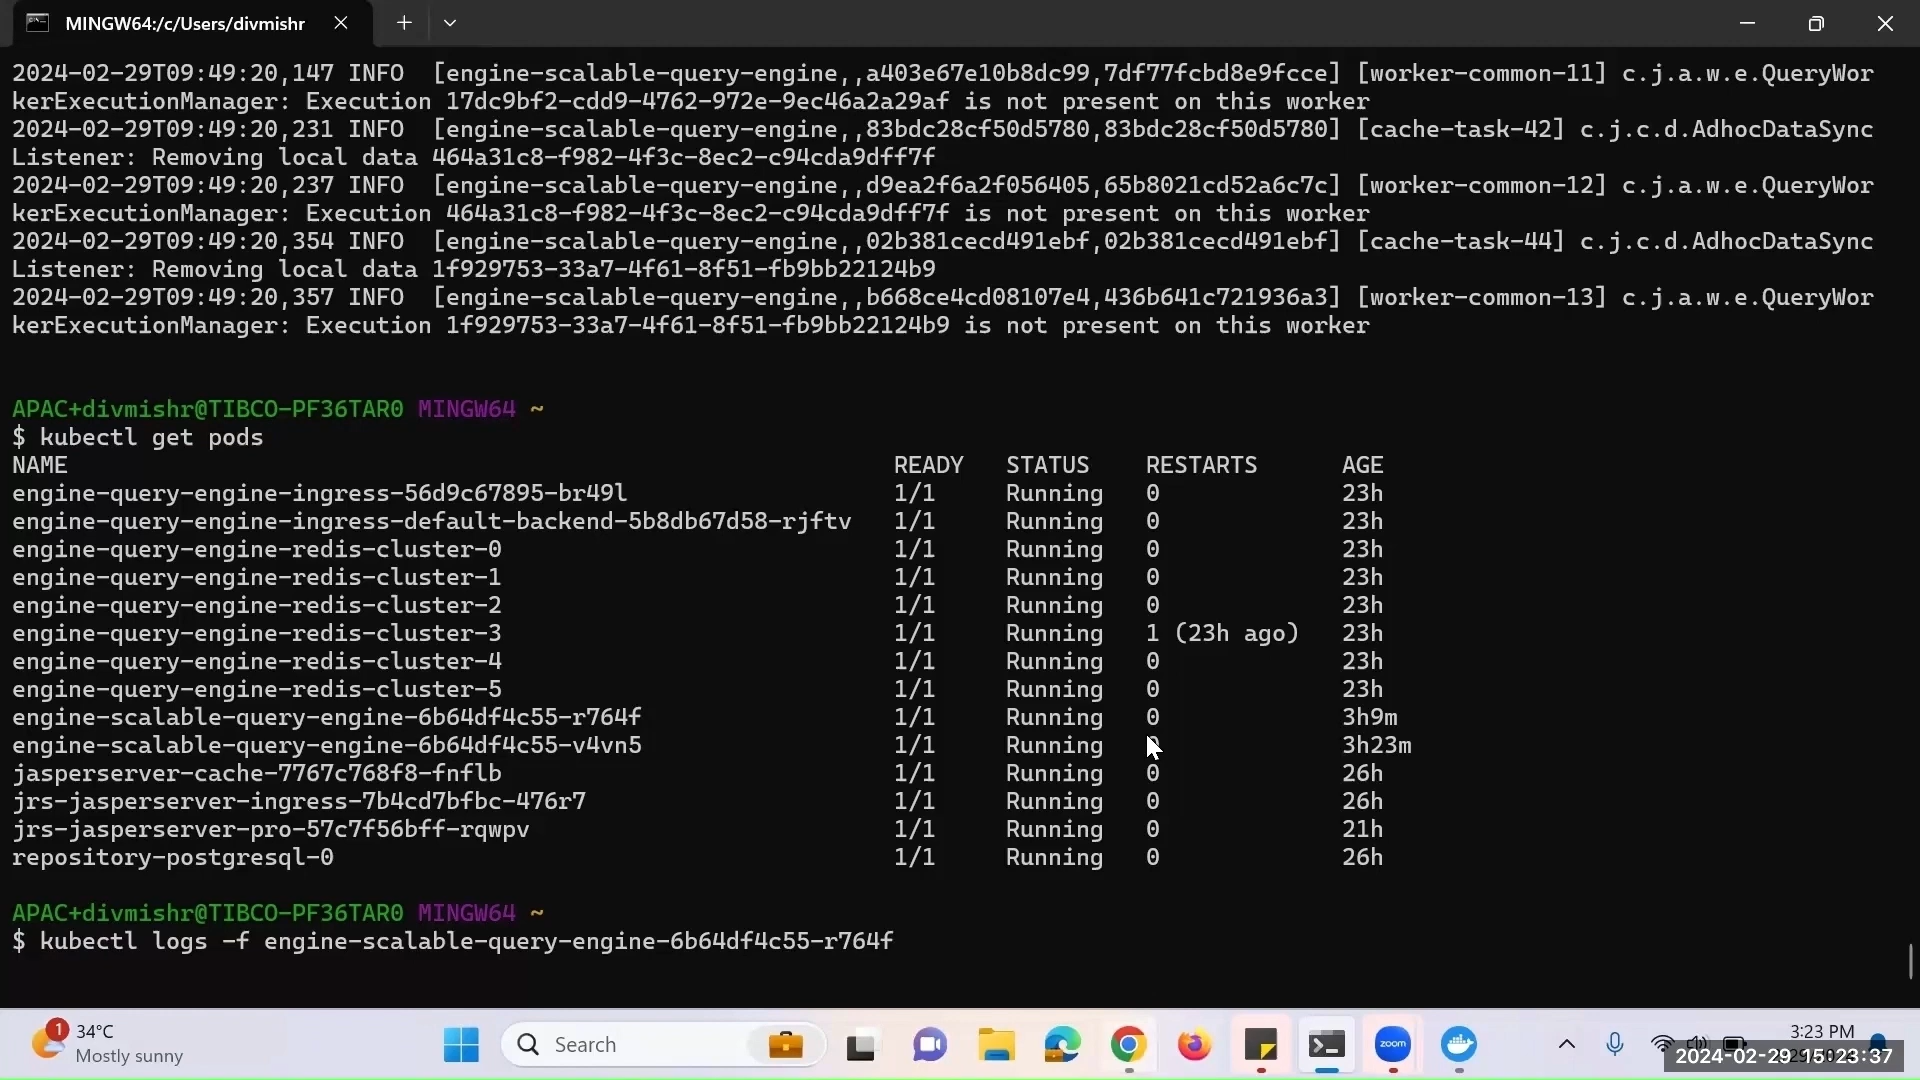 MINGW64:/c/Users/divmishr
2024-02-29T09:49:20,147 INFO  [engine-scalable-query-engine,,a403e67e10b8dc99,7df77fcbd8e9fcce] [worker-common-11] c.j.a.w.e.QueryWor
kerExecutionManager: Execution 17dc9bf2-cdd9-4762-972e-9ec46a2a29af is not present on this worker
2024-02-29T09:49:20,231 INFO  [engine-scalable-query-engine,,83bdc28cf50d5780,83bdc28cf50d5780] [cache-task-42] c.j.c.d.AdhocDataSync
Listener: Removing local data 464a31c8-f982-4f3c-8ec2-c94cda9dff7f
2024-02-29T09:49:20,237 INFO  [engine-scalable-query-engine,,d9ea2f6a2f056405,65b8021cd52a6c7c] [worker-common-12] c.j.a.w.e.QueryWor
kerExecutionManager: Execution 464a31c8-f982-4f3c-8ec2-c94cda9dff7f is not present on this worker
2024-02-29T09:49:20,354 INFO  [engine-scalable-query-engine,,02b381cecd491ebf,02b381cecd491ebf] [cache-task-44] c.j.c.d.AdhocDataSync
Listener: Removing local data 1f929753-33a7-4f61-8f51-fb9bb22124b9
2024-02-29T09:49:20,357 INFO  [engine-scalable-query-engine,,b668ce4cd08107e4,436b641c721936a3] [worker-common-13] c.j.a.w.e.QueryWor
kerExecutionManager: Execution 1f929753-33a7-4f61-8f51-fb9bb22124b9 is not present on this worker
APAC+divmishr@TIBCO-PF36TAR0 MINGW64 ~
$ kubectl get pods
NAME READY STATUS RESTARTS AGE
engine-query-engine-ingress-56d9c67895-br49l 1/1 Running 0 23h
engine-query-engine-ingress-default-backend-5b8db67d58-rjftv 1/1 Running 0 23h
engine-query-engine-redis-cluster-0 1/1 Running 0 23h
engine-query-engine-redis-cluster-1 1/1 Running 0 23h
engine-query-engine-redis-cluster-2 1/1 Running 0 23h
engine-query-engine-redis-cluster-3 1/1 Running 1 (23h ago) 23h
engine-query-engine-redis-cluster-4 1/1 Running 0 23h
engine-query-engine-redis-cluster-5 1/1 Running 0 23h
engine-scalable-query-engine-6b64df4c55-r764f 1/1 Running 0 3h9m
engine-scalable-query-engine-6b64df4c55-v4vn5 1/1 Running 3h23m
jasperserver-cache-7767c768f8-fnflb 1/1 Running 0 26h
jrs-jasperserver-ingress-7b4cd7bfbc-476r7 1/1 Running 0 26h
jrs-jasperserver-pro-57c7f56bff-rqwpv 1/1 Running 0 21h
repository-postgresql-0 1/1 Running 0 26h
APAC+divmishr@TIBCO-PF36TAR0 MINGW64 ~
$ kubectl logs -f engine-scalable-query-engine-6b64df4c55-r764f
1
34°C
Mostly sunny
Search
zoom
3:23 PM
2024-02-29 15:23:37